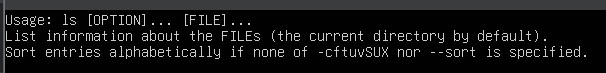 Usage: ls [OPTION]... [FILE]...
List information about the FILEs (the current directory by default).
Sort entries alphabetically if none of -cftuvSUX nor --sort is specified.